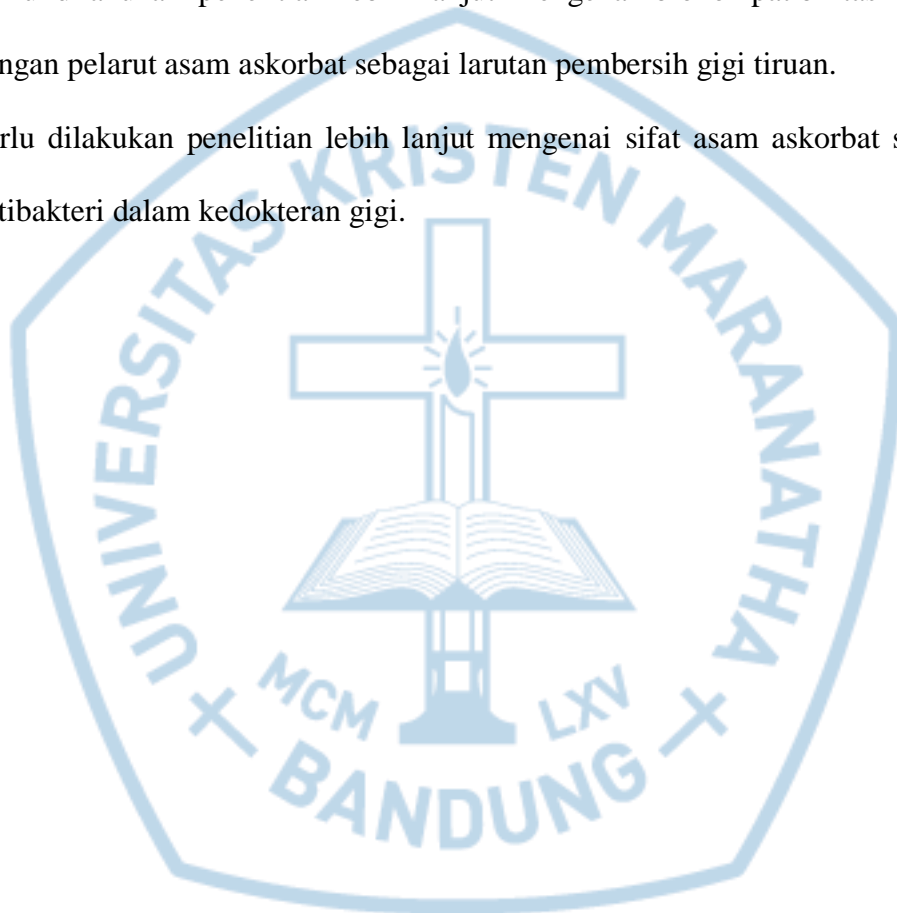 ngan pelarut asam askorbat sebagai larutan pembersih gigi tiruan.
rlu dilakukan penelitian lebih lanjut mengenai sifat asam askorbat s
tibakteri dalam kedokteran gigi.
UNIVERSITAS KRISTEN MARANATHA
MCM LXV
BANDUNG